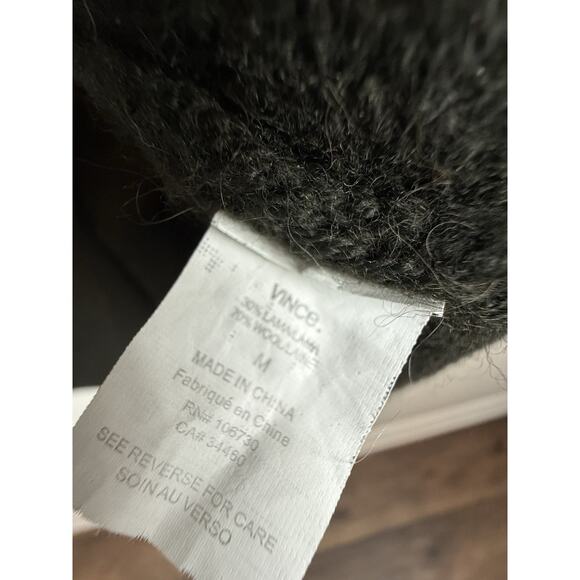 VINCE.
30% LAMA/LAMA
70% WOOL/LAINE
M
MADE IN CHINA
Fabriqué en Chine
RN# 106730
CA# 34460
SEE REVERSE FOR CARE
SOIN AU VERSO